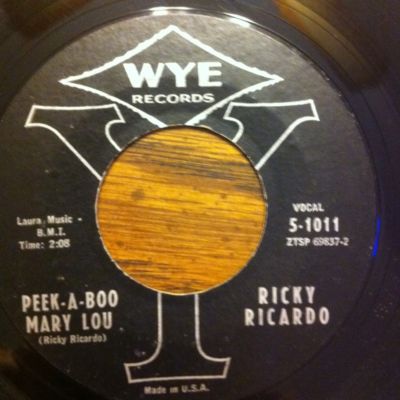 WYE
RECORDS
Laura Music -
B.M.I.
Time: 2:08
VOCAL
5-1011
ZTSP 69837-2
PEEK-A-BOO
MARY LOU
(Ricky Ricardo)
RICKY
RICARDO
Made in U.S.A.